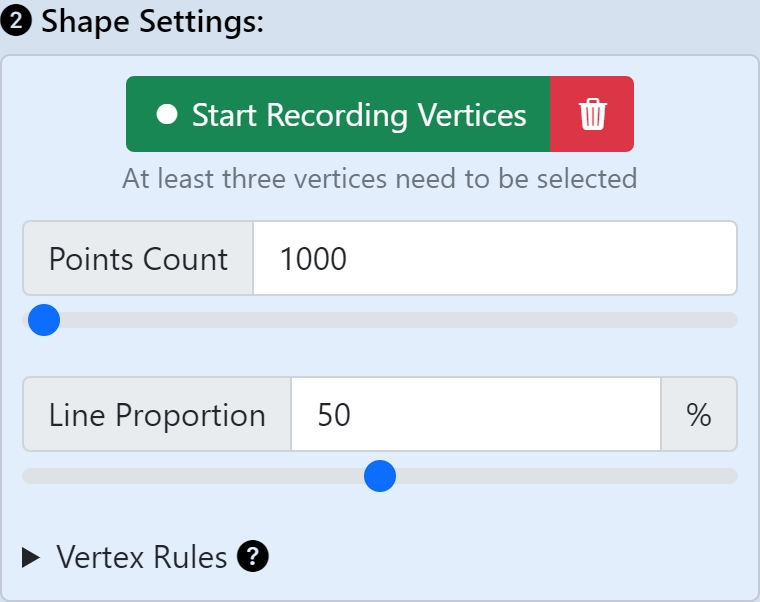 2 Shape Settings:
Start Recording Vertices
At least three vertices need to be selected
Points Count 1000
Line Proportion 50 %
Vertex Rules ?